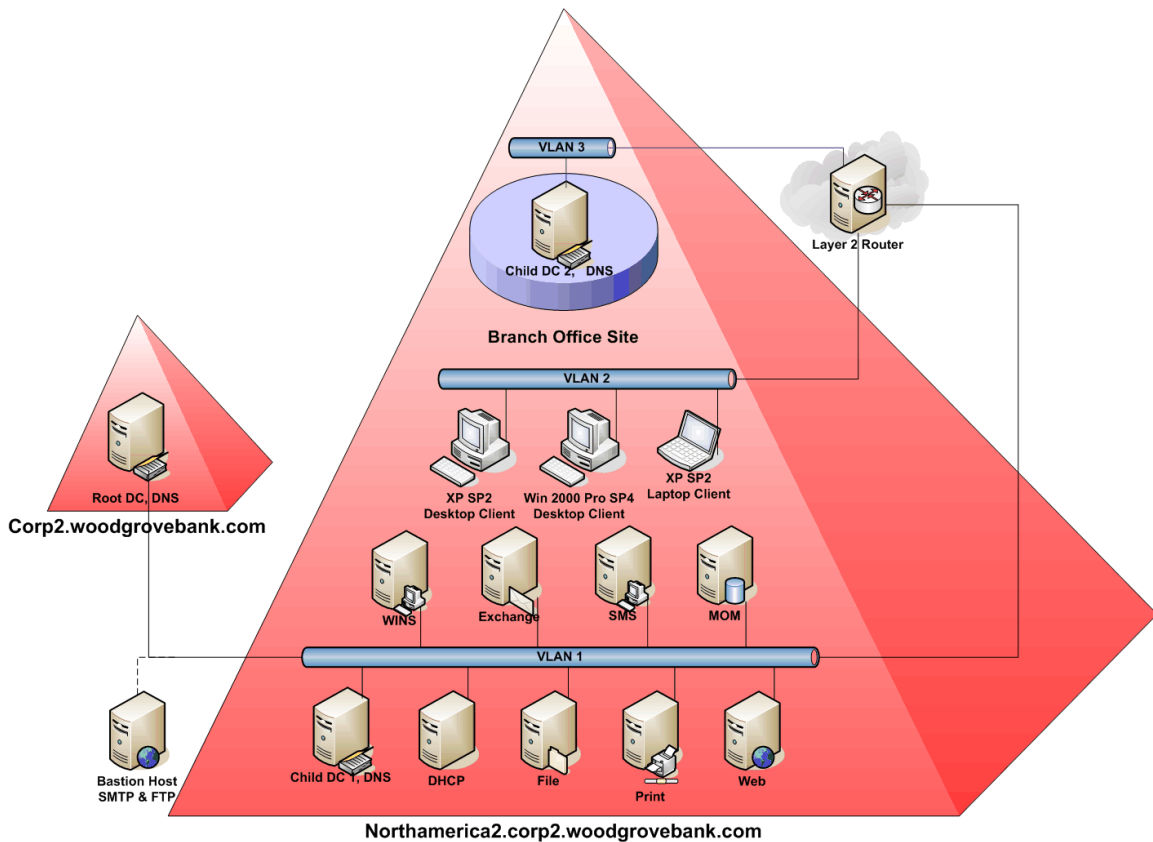 VLAN 3
Layer 2 Router
Child DC 2, DNS
Branch Office Site
VLAN 2
XP SP2
Desktop Client
Win 2000 Pro SP4
Desktop Client
XP SP2
Laptop Client
Root DC, DNS
Corp2.woodgrovebank.com
WINS
Exchange
SMS
MOM
VLAN 1
Bastion Host
SMTP & FTP
Child DC 1, DNS
DHCP
File
Print
Web
Northamerica2.corp2.woodgrovebank.com